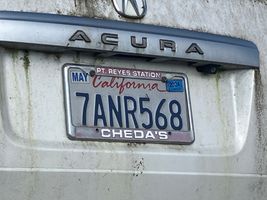 ACURA
PT. REYES STATION
MAY California
7ANR568
CHEDA'S